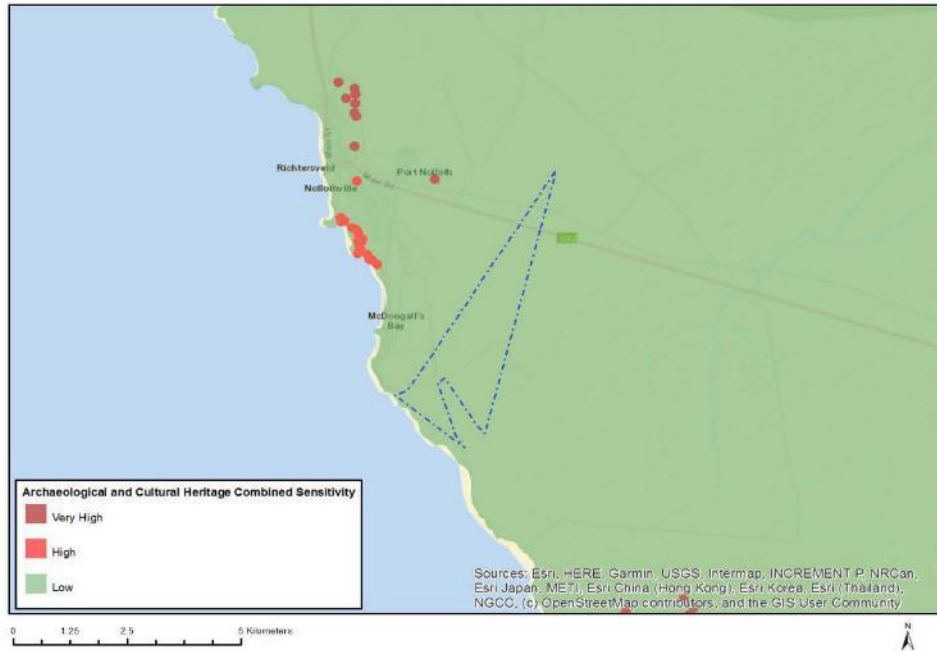 Richtersveld
Port Nolloth
Nollothville
Main Rd
McDougall's
Bay
Archaeological and Cultural Heritage Combined Sensitivity
Very High
High
Low
Sources: Esri, HERE, Garmin, USGS, Intermap, INCREMENT P, NRCan,
Esri Japan, METI, Esri China (Hong Kong), Esri Korea, Esri (Thailand),
NGCC, (c) OpenStreetMap contributors, and the GIS User Community
0 1.25 2.5 5 Kilometers
N